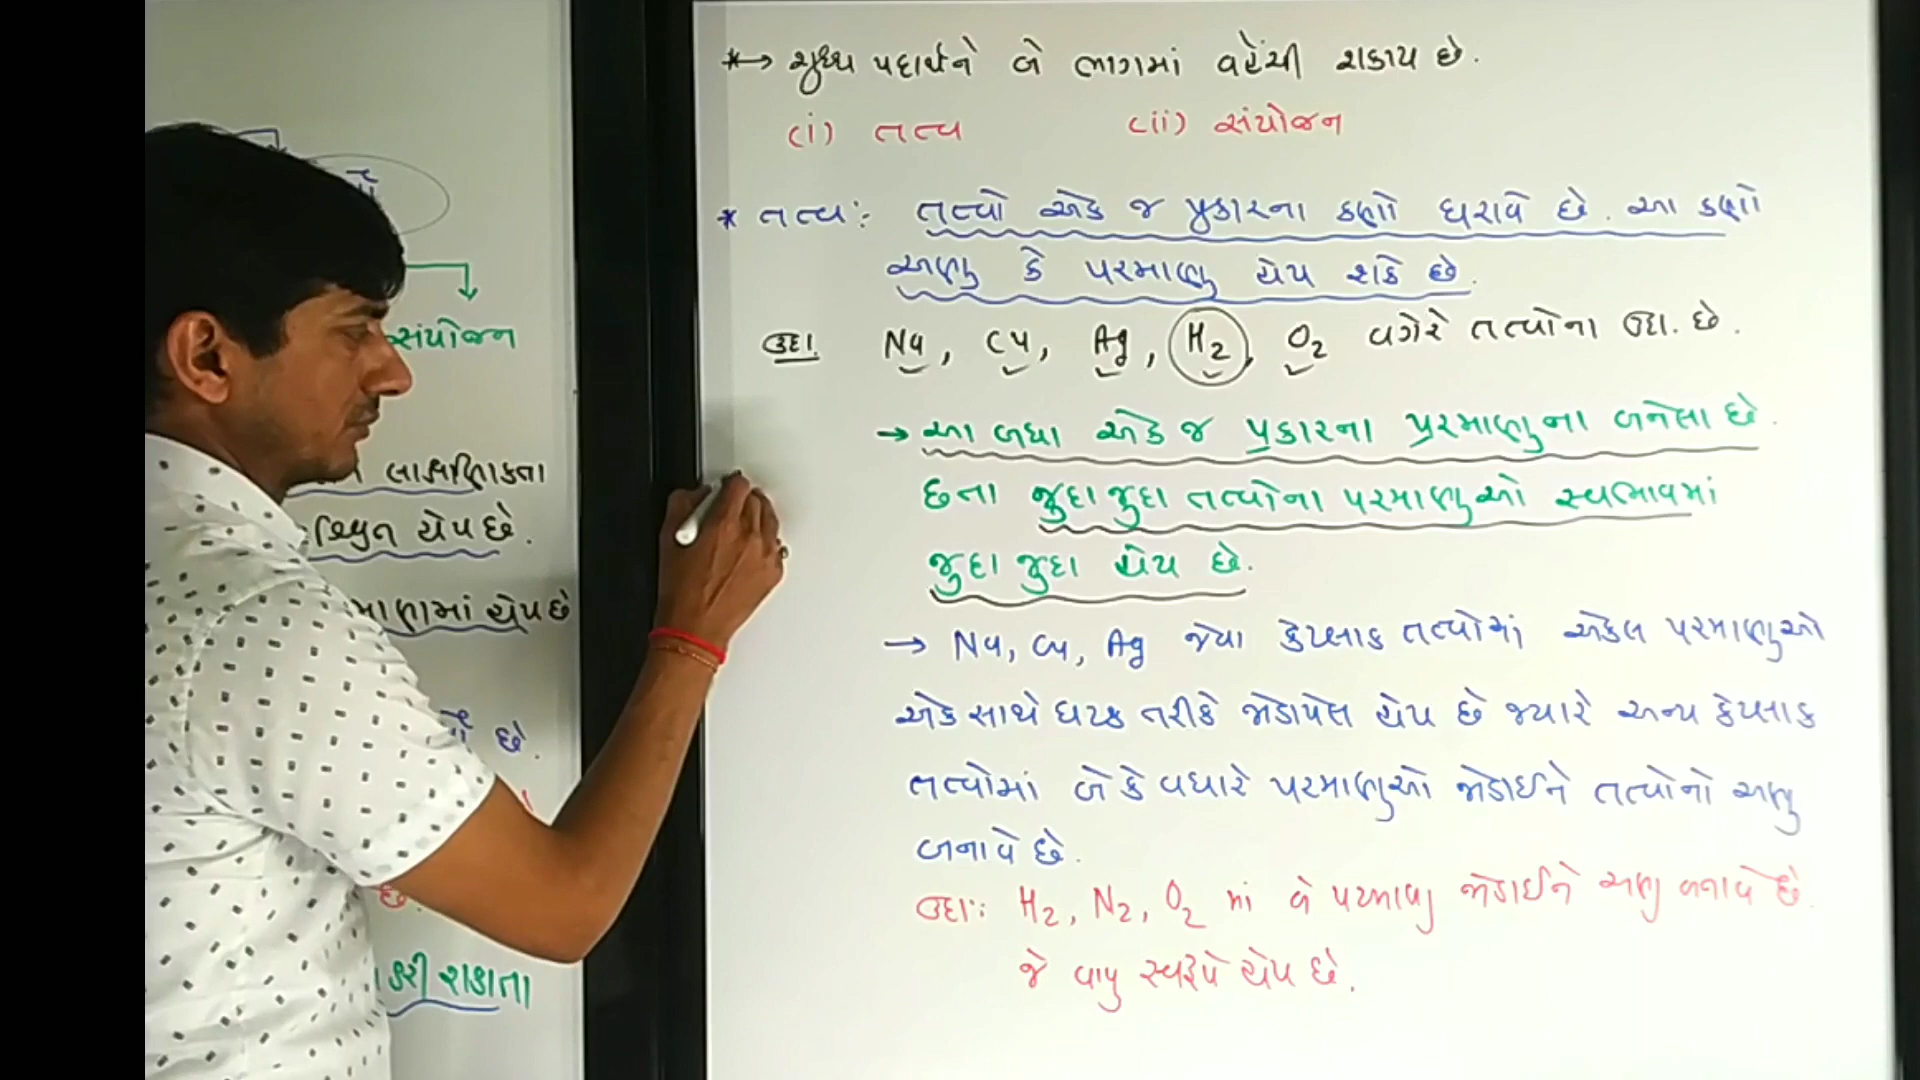 સંયોજન
લાક્ષણિકતા
હોય છે.
હોય છે
છે.
છે.
કરી શકાતા
*→ શુધ્ધ પદાર્થને બે ભાગમાં વહેંચી શકાય છે.
(i) તત્વ (ii) સંયોજન
* તત્વ: તત્વો એક જ પ્રકારના કણો ધરાવે છે. આ કણો
અણુ કે પરમાણુ હોય શકે છે.
ઉદા. Na, Cu, Ag, H₂, O₂ વગેરે તત્વોના ઉદા. છે.
→ આ બધા એક જ પ્રકારના પરમાણુના બનેલા છે.
છતા જુદા જુદા તત્વોના પરમાણુઓ સ્વભાવમાં
જુદા જુદા હોય છે.
→ Na, Cu, Ag જેવા કેટલાક તત્વોમાં એકલ પરમાણુઓ
એકસાથે ઘટક તરીકે જોડાયેલ હોય છે જ્યારે અન્ય કેટલાક
તત્વોમાં બે કે વધારે પરમાણુઓ જોડાઈને તત્વોનો અણુ
બનાવે છે.
ઉદા: H₂, N₂, O₂ માં બે પરમાણુ જોડાઈને અણુ બનાવે છે.
જે વાયુ સ્વરૂપે હોય છે.